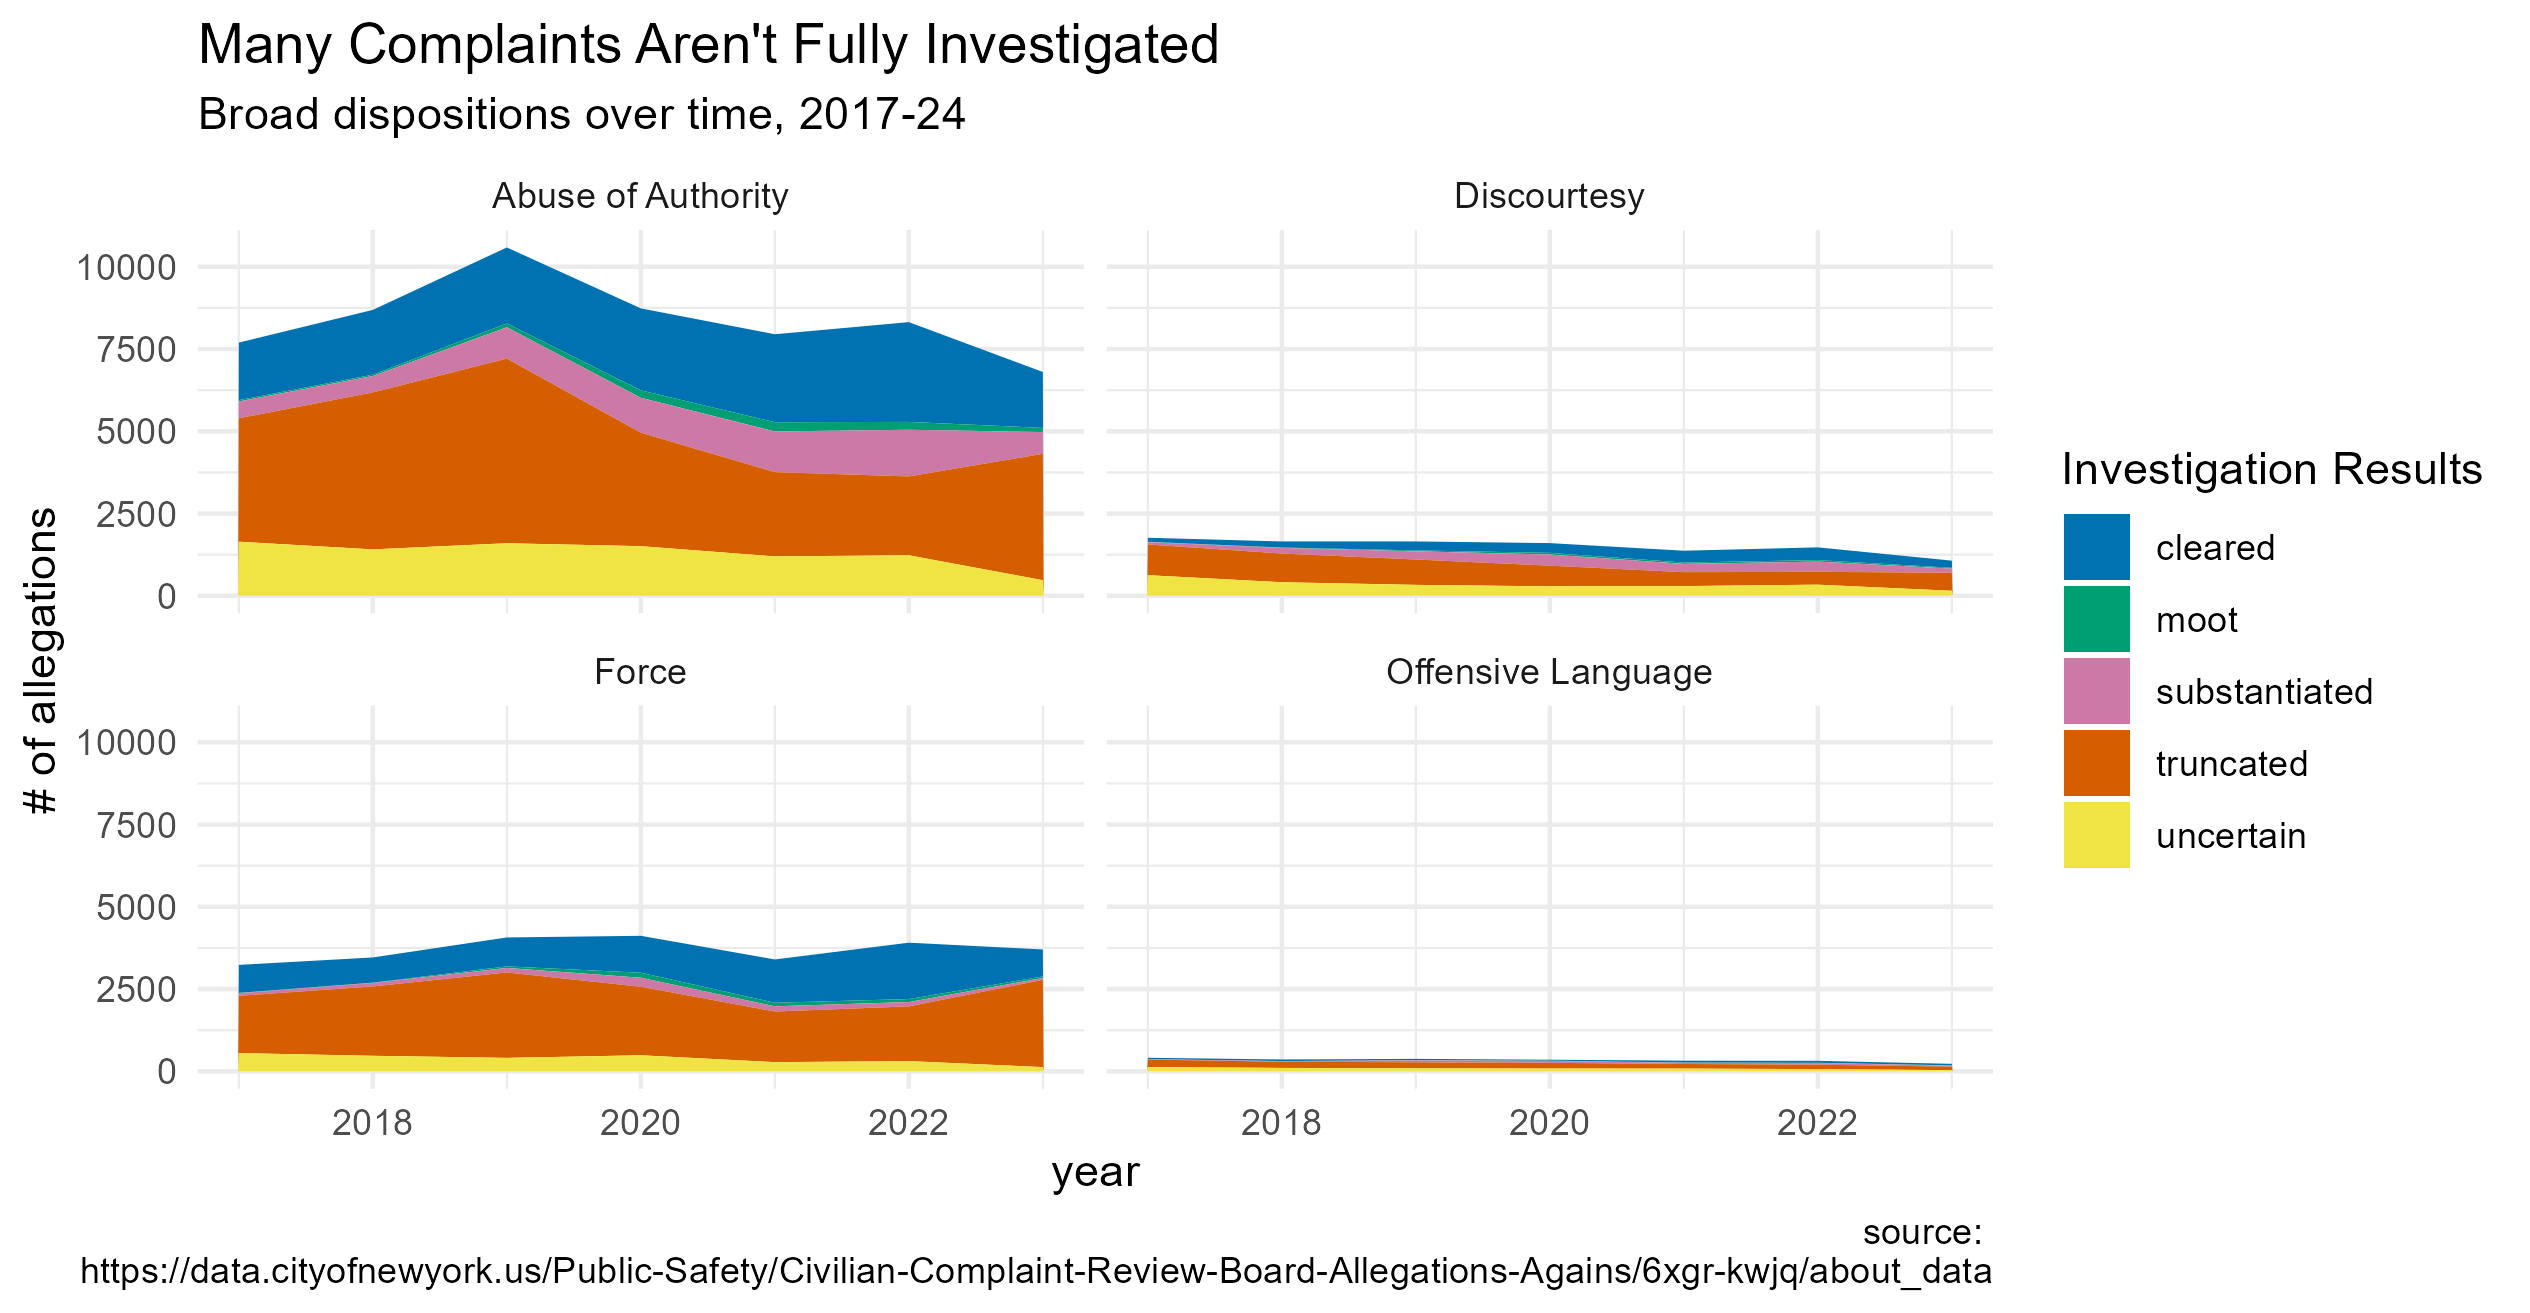 Many Complaints Aren't Fully Investigated
Broad dispositions over time, 2017-24
Abuse of Authority
Discourtesy
10000
7500
5000
2500
0
Force
Offensive Language
10000
7500
5000
2500
0
2018
2020
2022
2018
2020
2022
# of allegations
year
Investigation Results
cleared
moot
substantiated
truncated
uncertain
source:
https://data.cityofnewyork.us/Public-Safety/Civilian-Complaint-Review-Board-Allegations-Agains/6xgr-kwjq/about_data